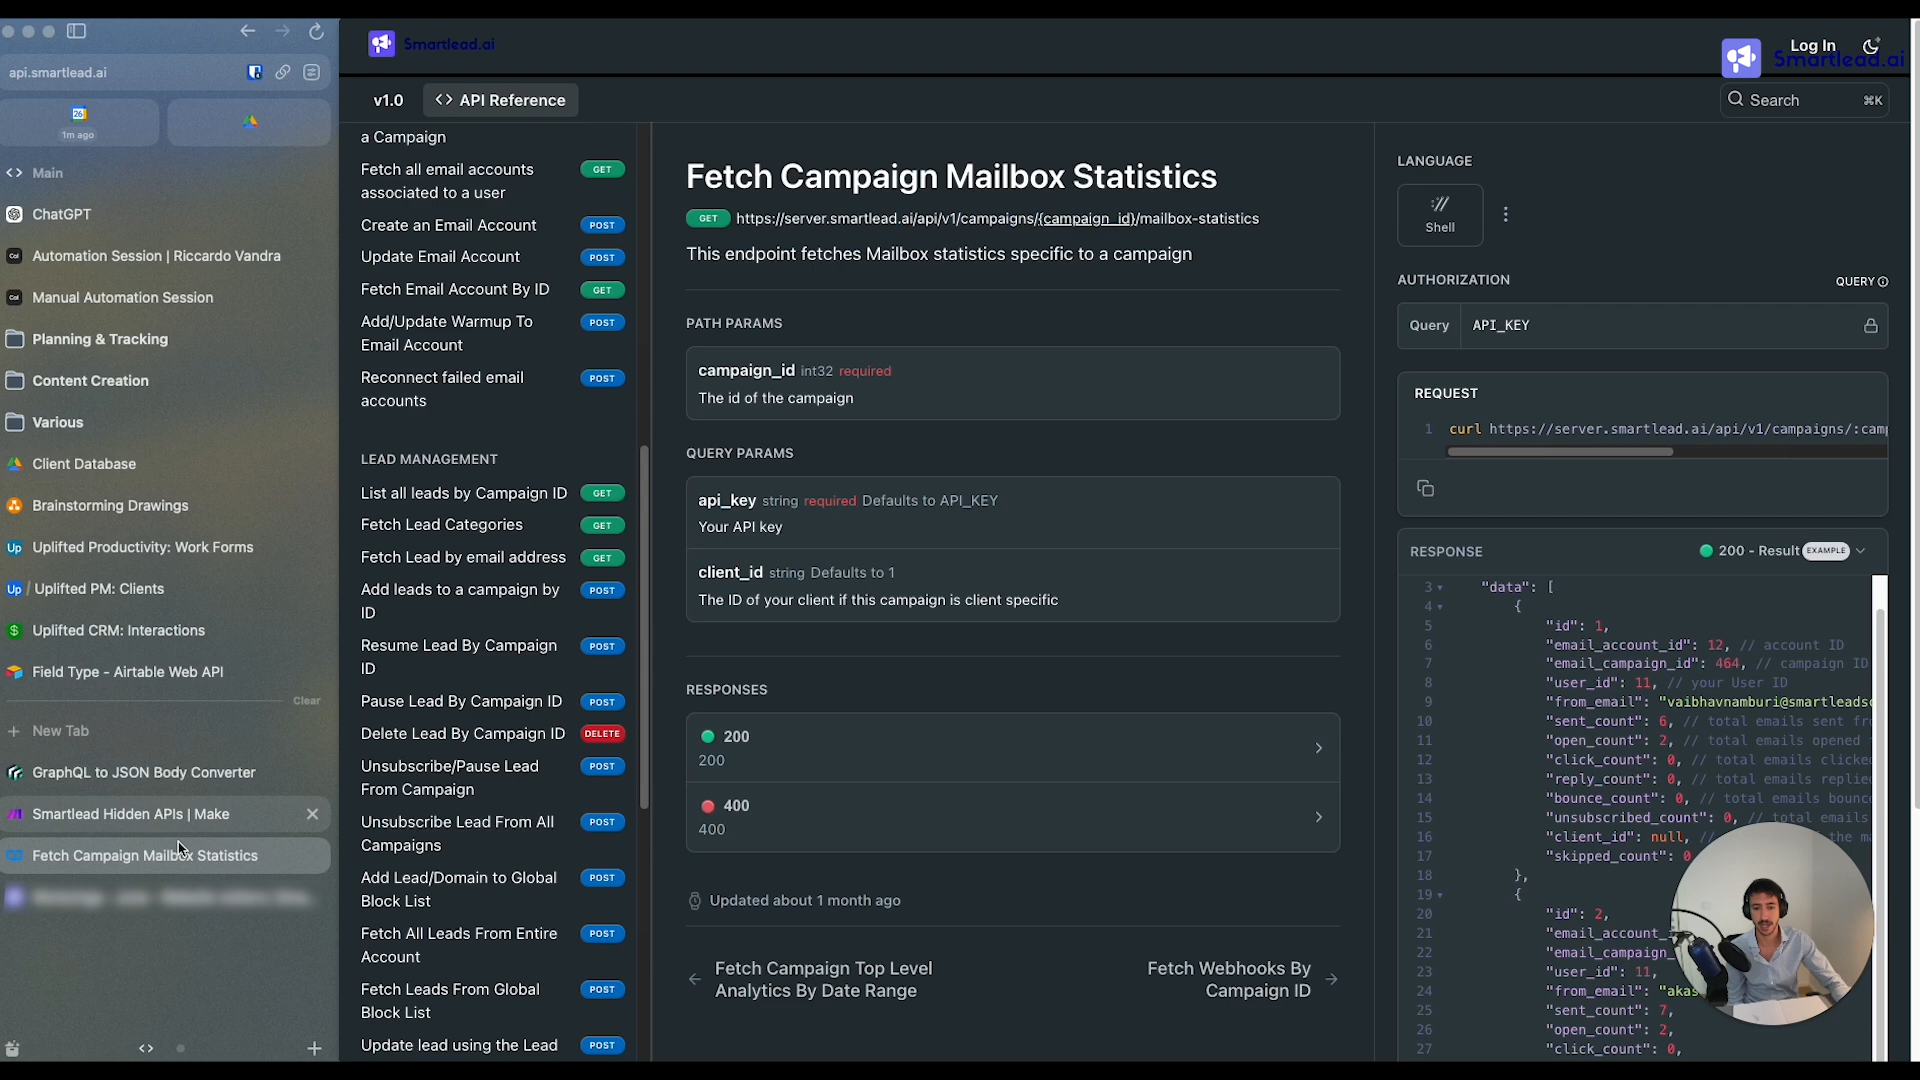 api.smartlead.ai
26
1m ago
Main
ChatGPT
Cal
Automation Session | Riccardo Vandra
Cal
Manual Automation Session
Planning & Tracking
Content Creation
Various
Client Database
Brainstorming Drawings
Up
Uplifted Productivity: Work Forms
Up
/ Uplifted PM: Clients
$
Uplifted CRM: Interactions
Field Type - Airtable Web API
Clear
+ New Tab
GraphQL to JSON Body Converter
Smartlead Hidden APIs | Make
Fetch Campaign Mailbox Statistics
Smartlead.ai
Log In
Smartlead.ai
v1.0
<> API Reference
Search
⌘K
a Campaign
Fetch all email accounts
associated to a user
GET
Create an Email Account
POST
Update Email Account
POST
Fetch Email Account By ID
GET
Add/Update Warmup To
Email Account
POST
Reconnect failed email
accounts
POST
LEAD MANAGEMENT
List all leads by Campaign ID
GET
Fetch Lead Categories
GET
Fetch Lead by email address
GET
Add leads to a campaign by
ID
POST
Resume Lead By Campaign
ID
POST
Pause Lead By Campaign ID
POST
Delete Lead By Campaign ID
DELETE
Unsubscribe/Pause Lead
From Campaign
POST
Unsubscribe Lead From All
Campaigns
POST
Add Lead/Domain to Global
Block List
POST
Fetch All Leads From Entire
Account
POST
Fetch Leads From Global
Block List
POST
Update lead using the Lead
POST
Fetch Campaign Mailbox Statistics
GET https://server.smartlead.ai/api/v1/campaigns/{campaign_id}/mailbox-statistics
This endpoint fetches Mailbox statistics specific to a campaign
PATH PARAMS
campaign_id int32 required
The id of the campaign
QUERY PARAMS
api_key string required Defaults to API_KEY
Your API key
client_id string Defaults to 1
The ID of your client if this campaign is client specific
RESPONSES
200
200
400
400
Updated about 1 month ago
Fetch Campaign Top Level
Analytics By Date Range
Fetch Webhooks By
Campaign ID
LANGUAGE
Shell
AUTHORIZATION
QUERY
Query
API_KEY
REQUEST
1 curl https://server.smartlead.ai/api/v1/campaigns/:camp
RESPONSE
200 - Result EXAMPLE
3 "data": [
4 {
5 "id": 1,
6 "email_account_id": 12, // account ID
7 "email_campaign_id": 464, // campaign ID
8 "user_id": 11, // your User ID
9 "from_email": "vaibhavnamburi@smartleads
10 "sent_count": 6, // total emails sent fr
11 "open_count": 2, // total emails opened
12 "click_count": 0, // total emails clicke
13 "reply_count": 0, // total emails replie
14 "bounce_count": 0, // total emails bounc
15 "unsubscribed_count": 0, // total emails
16 "client_id": null, // the ma
17 "skipped_count": 0
18 },
19 {
20 "id": 2,
21 "email_account_i
22 "email_campaign_
23 "user_id": 11,
24 "from_email": "akas
25 "sent_count": 7,
26 "open_count": 2,
27 "click_count": 0,